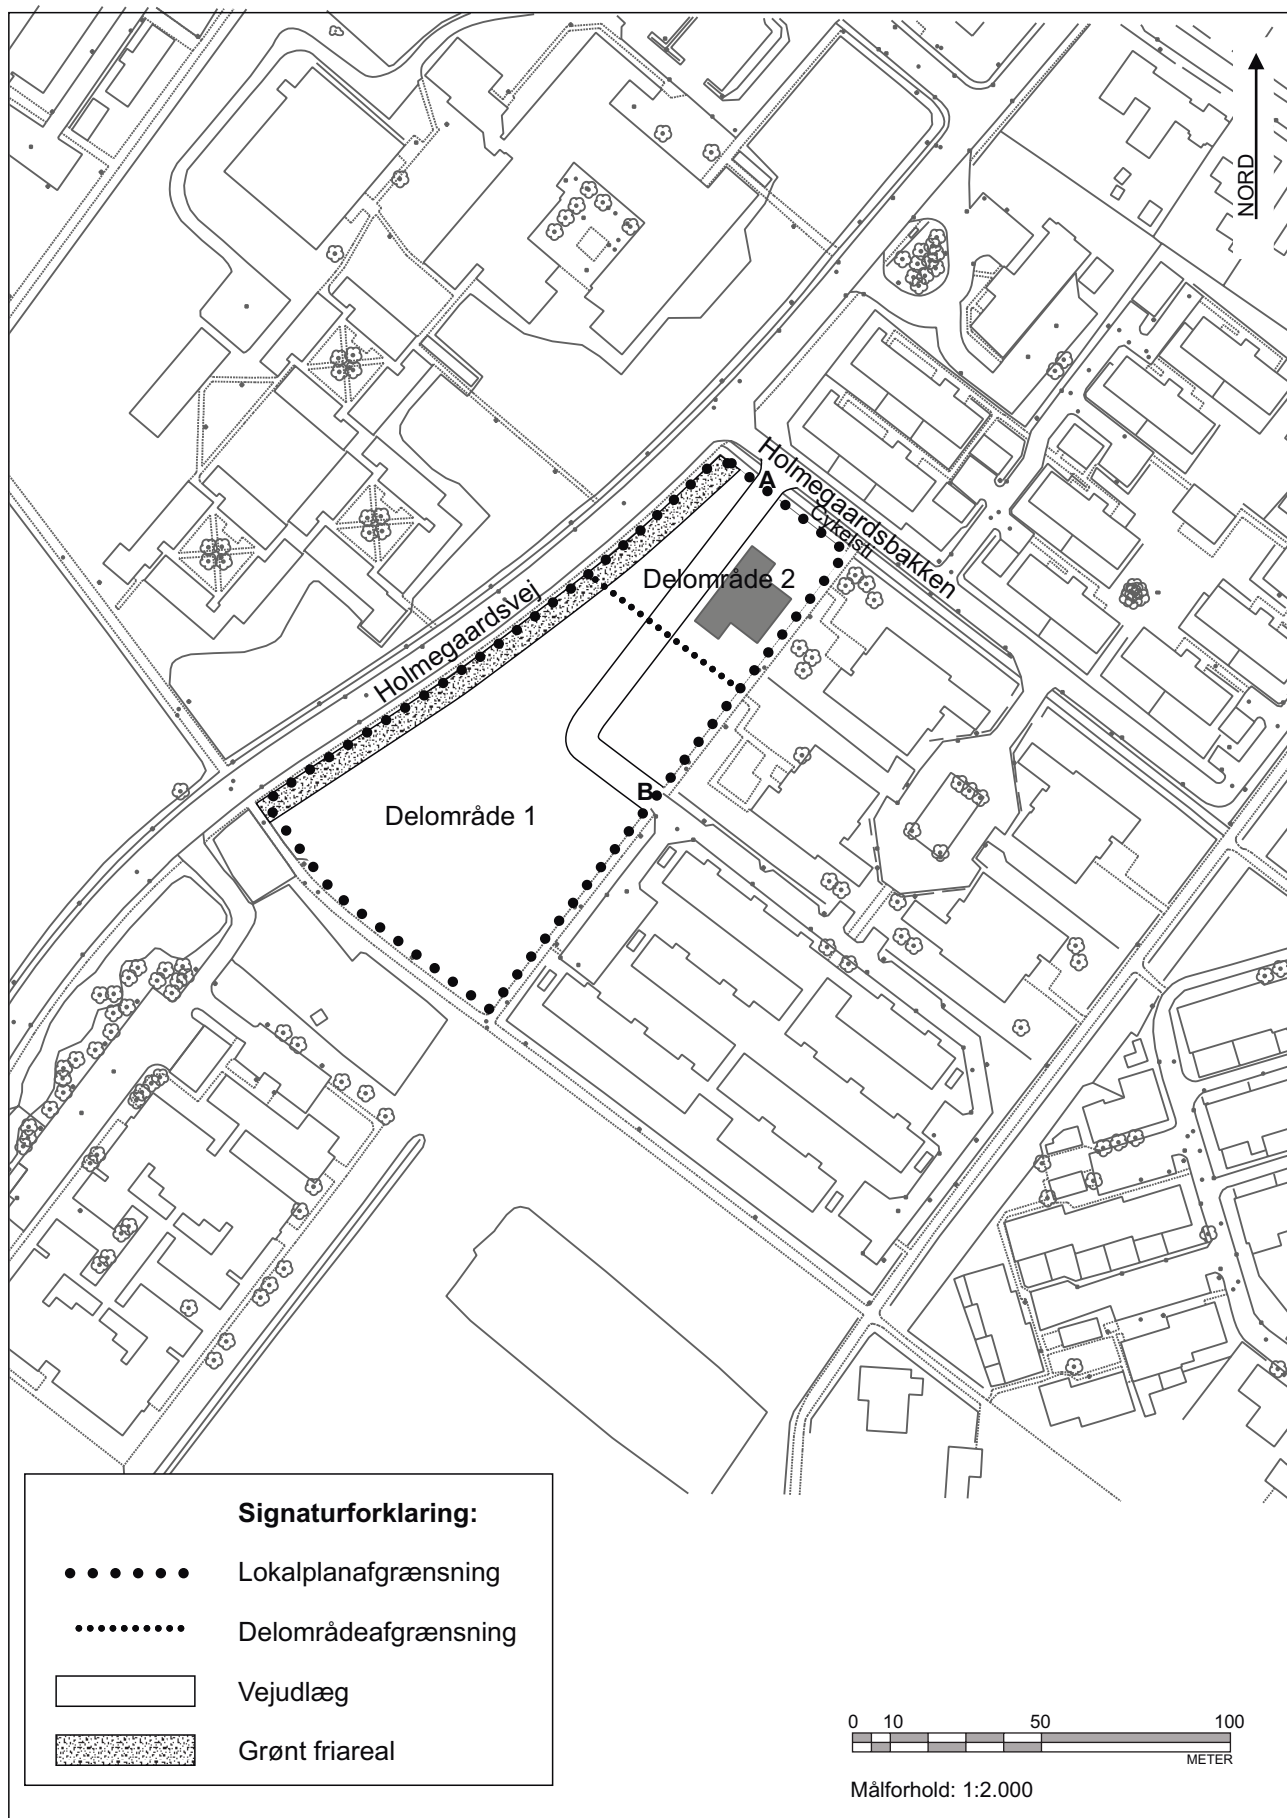 NORD
Holmegaardsbakken
A
Cykelsti
Delområde 2
Holmegaardsvej
B
Delområde 1
Signaturforklaring:
Lokalplanafgrænsning
Delområdeafgrænsning
Vejudlæg
Grønt friareal
0 10 50 100
METER
Målforhold: 1:2.000